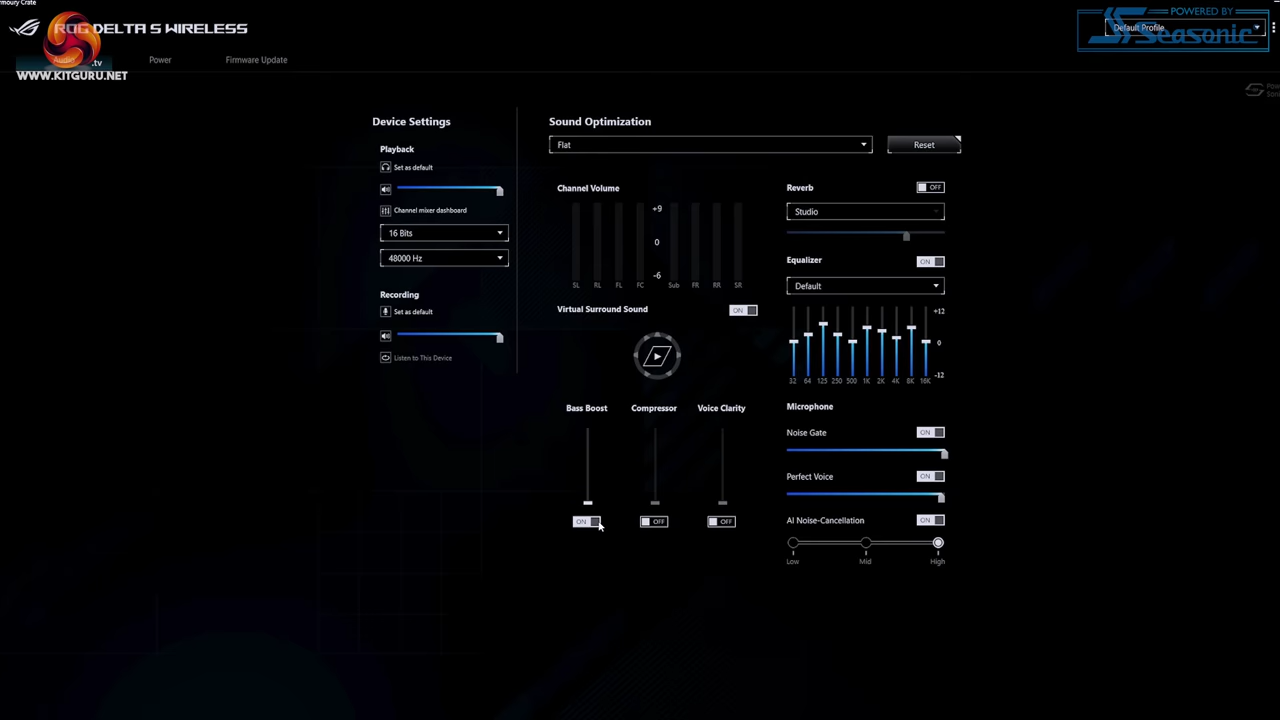 Armoury Crate
ROG DELTA S WIRELESS
POWERED BY
Seasonic
Default Profile
Audio
.tv
Power
Firmware Update
WWW.KITGURU.NET
Device Settings
Sound Optimization
Flat
Reset
Playback
Set as default
Channel mixer dashboard
16 Bits
48000 Hz
Recording
Set as default
Listen to This Device
Channel Volume
+9
0
-6
SL RL FL FC Sub FR RR SR
Virtual Surround Sound
ON
Bass Boost
Compressor
Voice Clarity
ON
OFF
OFF
Reverb
OFF
Studio
Equalizer
ON
Default
+12
0
-12
32 64 125 250 500 1K 2K 4K 8K 16K
Microphone
Noise Gate
ON
Perfect Voice
ON
AI Noise-Cancellation
ON
Low Mid High